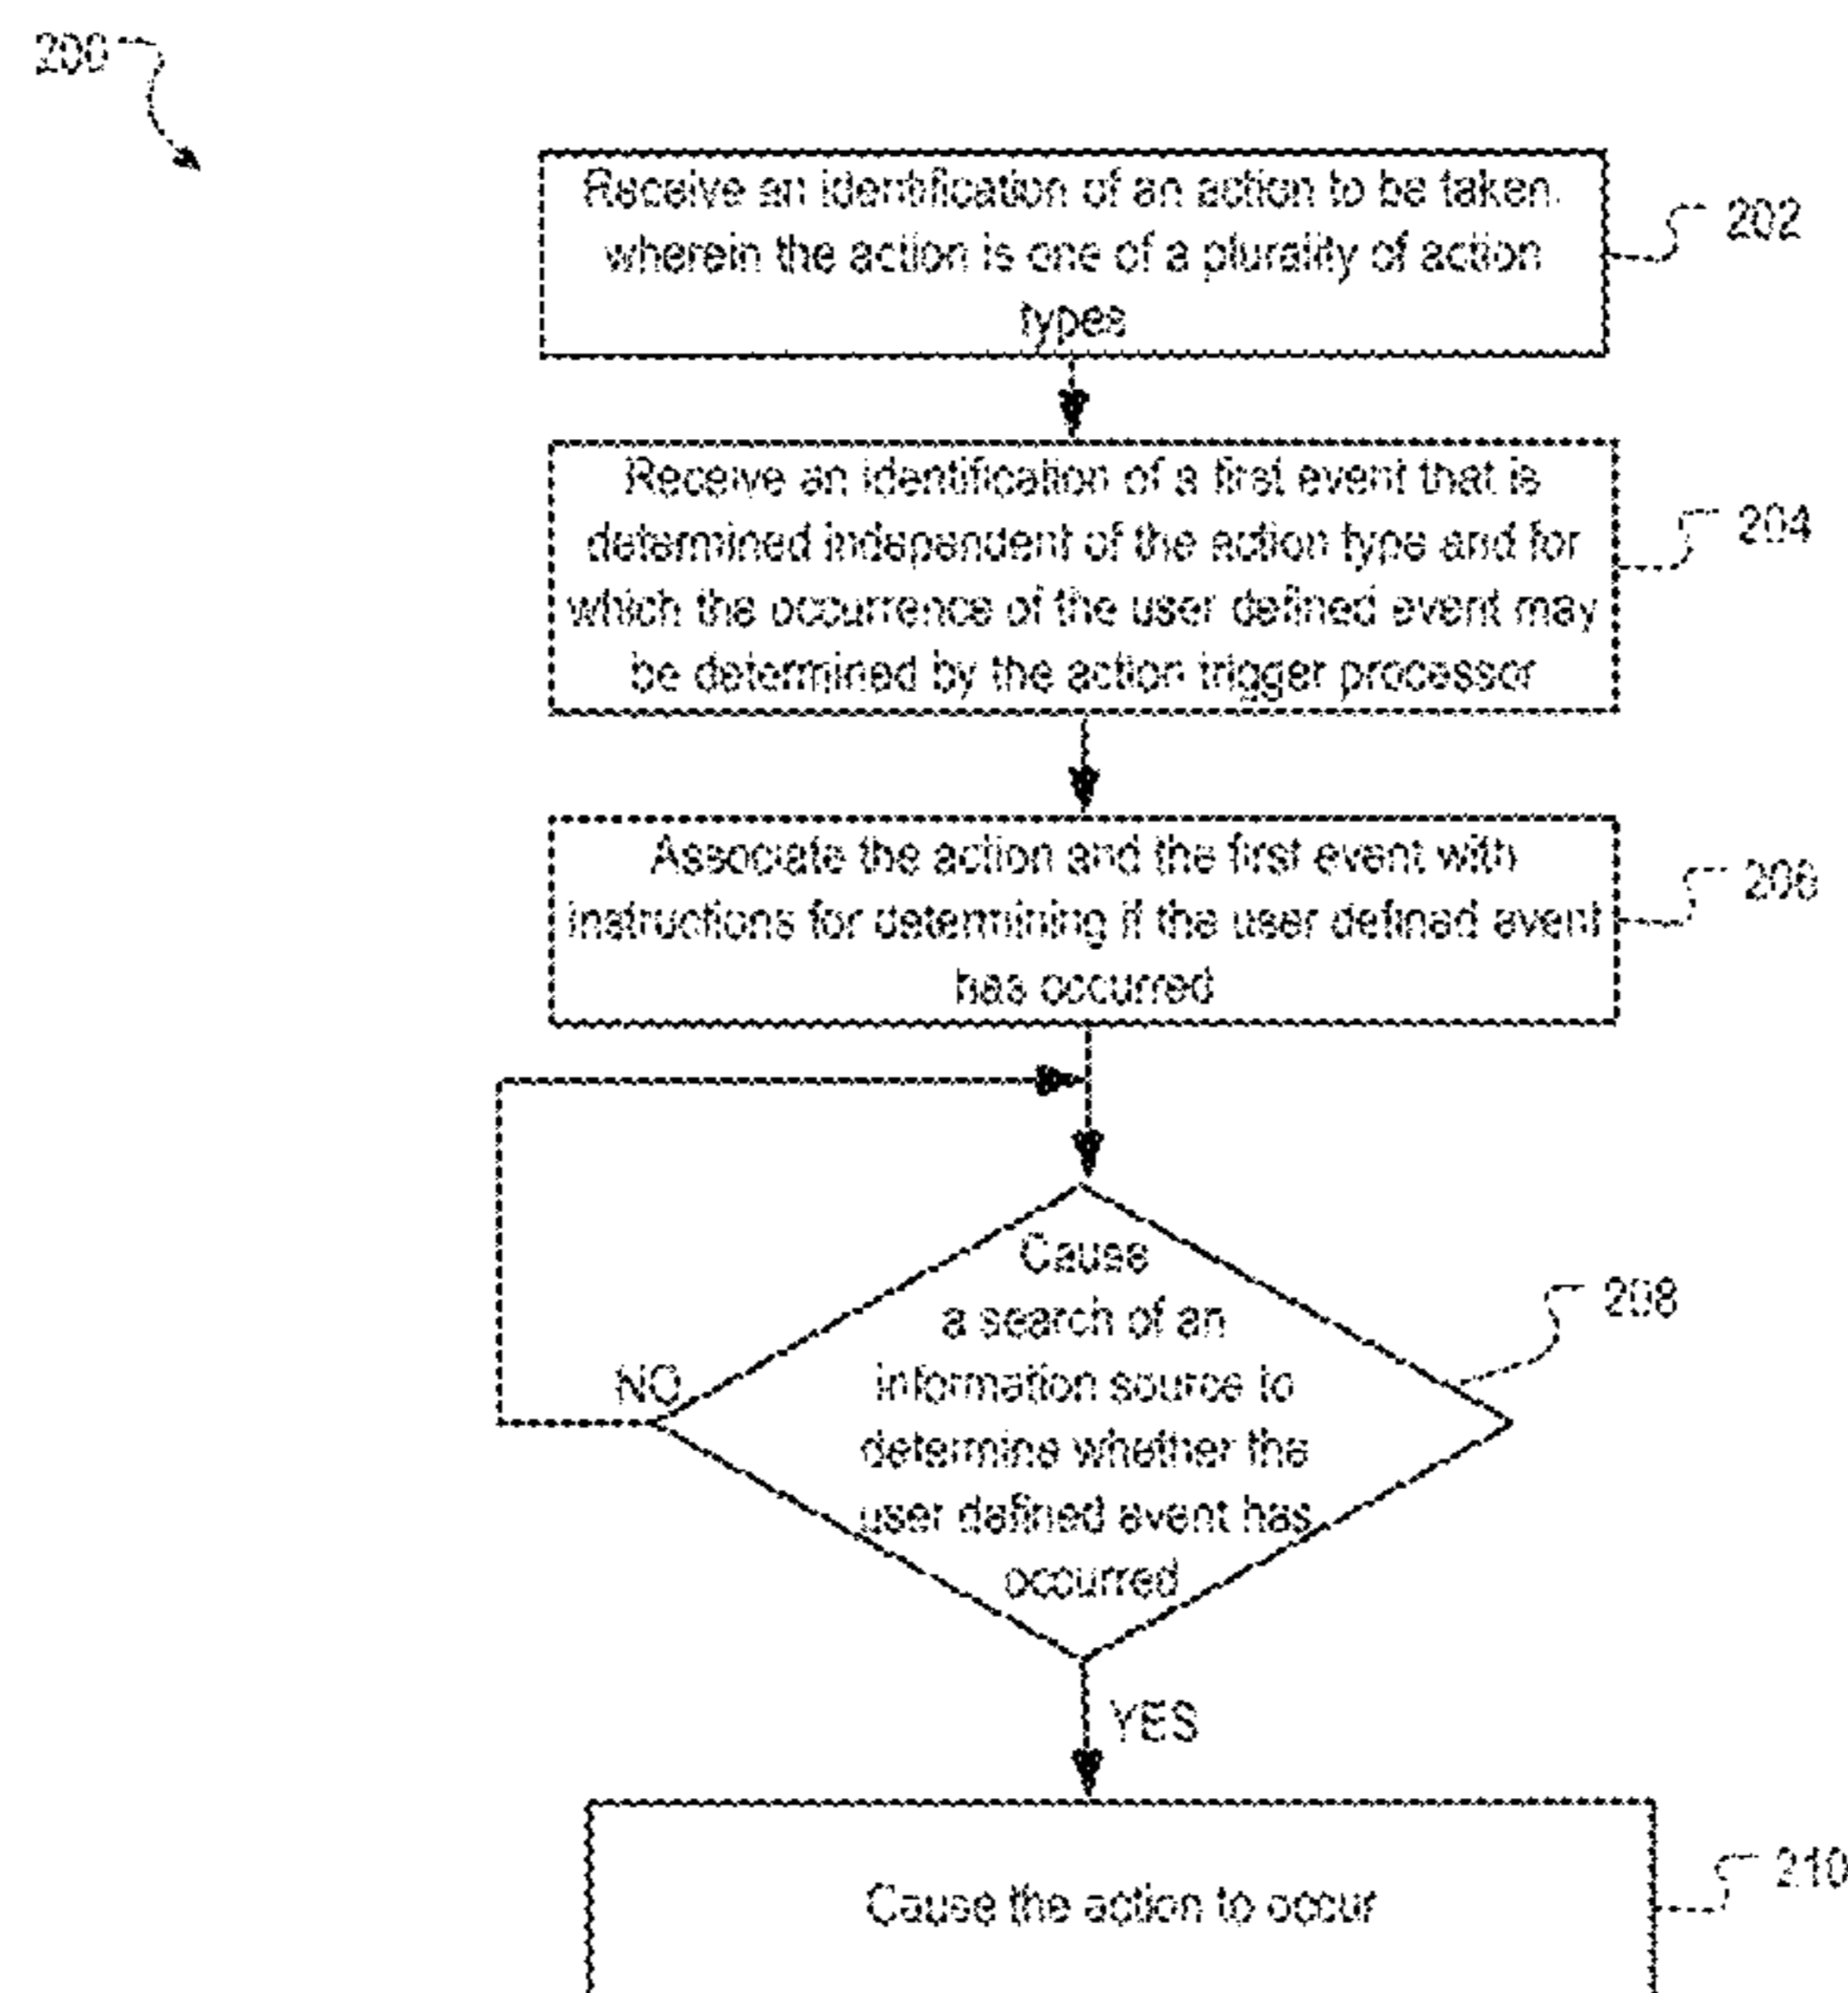 200
Receive an identification of an action to be taken,
wherein the action is one of a plurality of action
types
202
Receive an identification of a first event that is
determined independent of the action type and for
which the occurrence of the user defined event may
be determined by the action trigger processor
204
Associate the action and the first event with
instructions for determining if the user defined event
has occurred
206
Cause
a search of an
information source to
determine whether the
user defined event has
occurred
208
NO
YES
Cause the action to occur
210